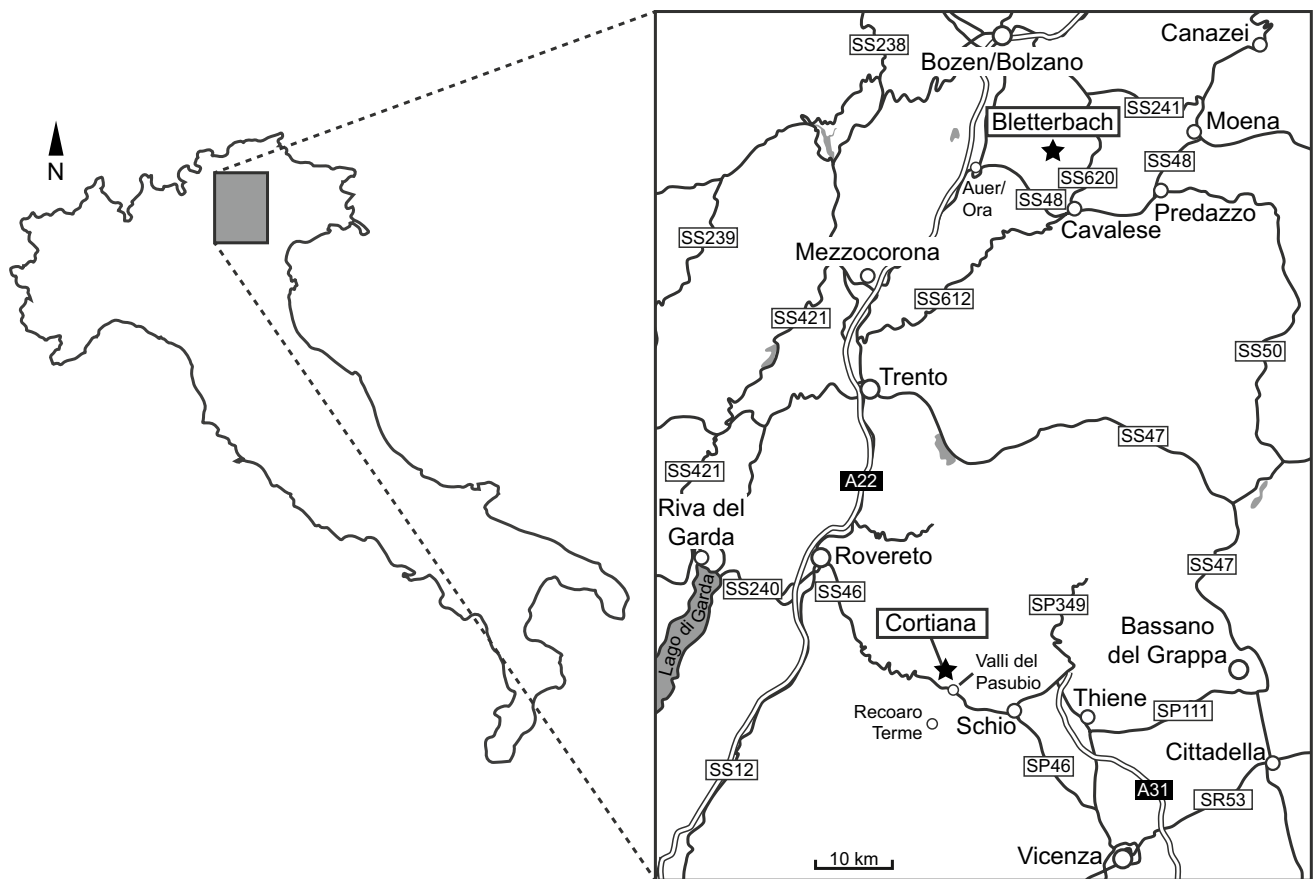 N
SS238
Canazei
Bozen/Bolzano
SS241
Bletterbach
Moena
SS48
SS620
Auer/
Ora
SS48
Predazzo
Cavalese
SS239
Mezzocorona
SS612
SS421
SS50
Trento
SS47
SS421
A22
Riva del
Garda
Rovereto
SS47
SS240
SS46
Lago di Garda
SP349
Cortiana
Bassano
del Grappa
Valli del
Pasubio
Thiene
SP111
Recoaro
Terme
Schio
Cittadella
SS12
SP46
A31
SR53
10 km
Vicenza